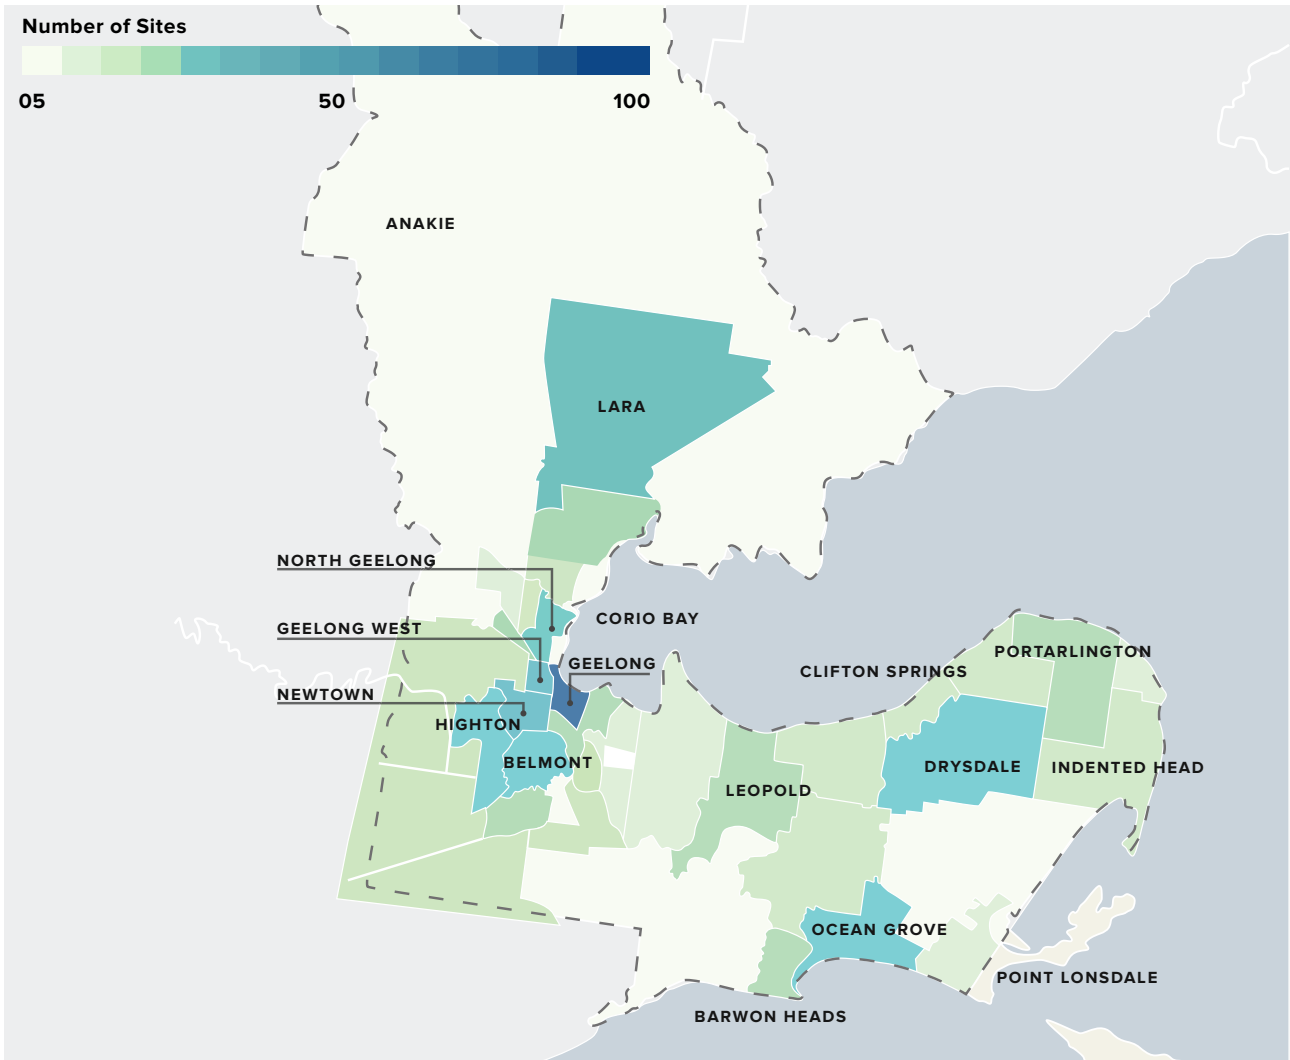 Number of Sites
05 50 100
ANAKIE
LARA
NORTH GEELONG
CORIO BAY
GEELONG WEST
PORTARLINGTON
GEELONG
CLIFTON SPRINGS
NEWTOWN
HIGHTON
BELMONT
DRYSDALE
INDENTED HEAD
LEOPOLD
OCEAN GROVE
POINT LONSDALE
BARWON HEADS